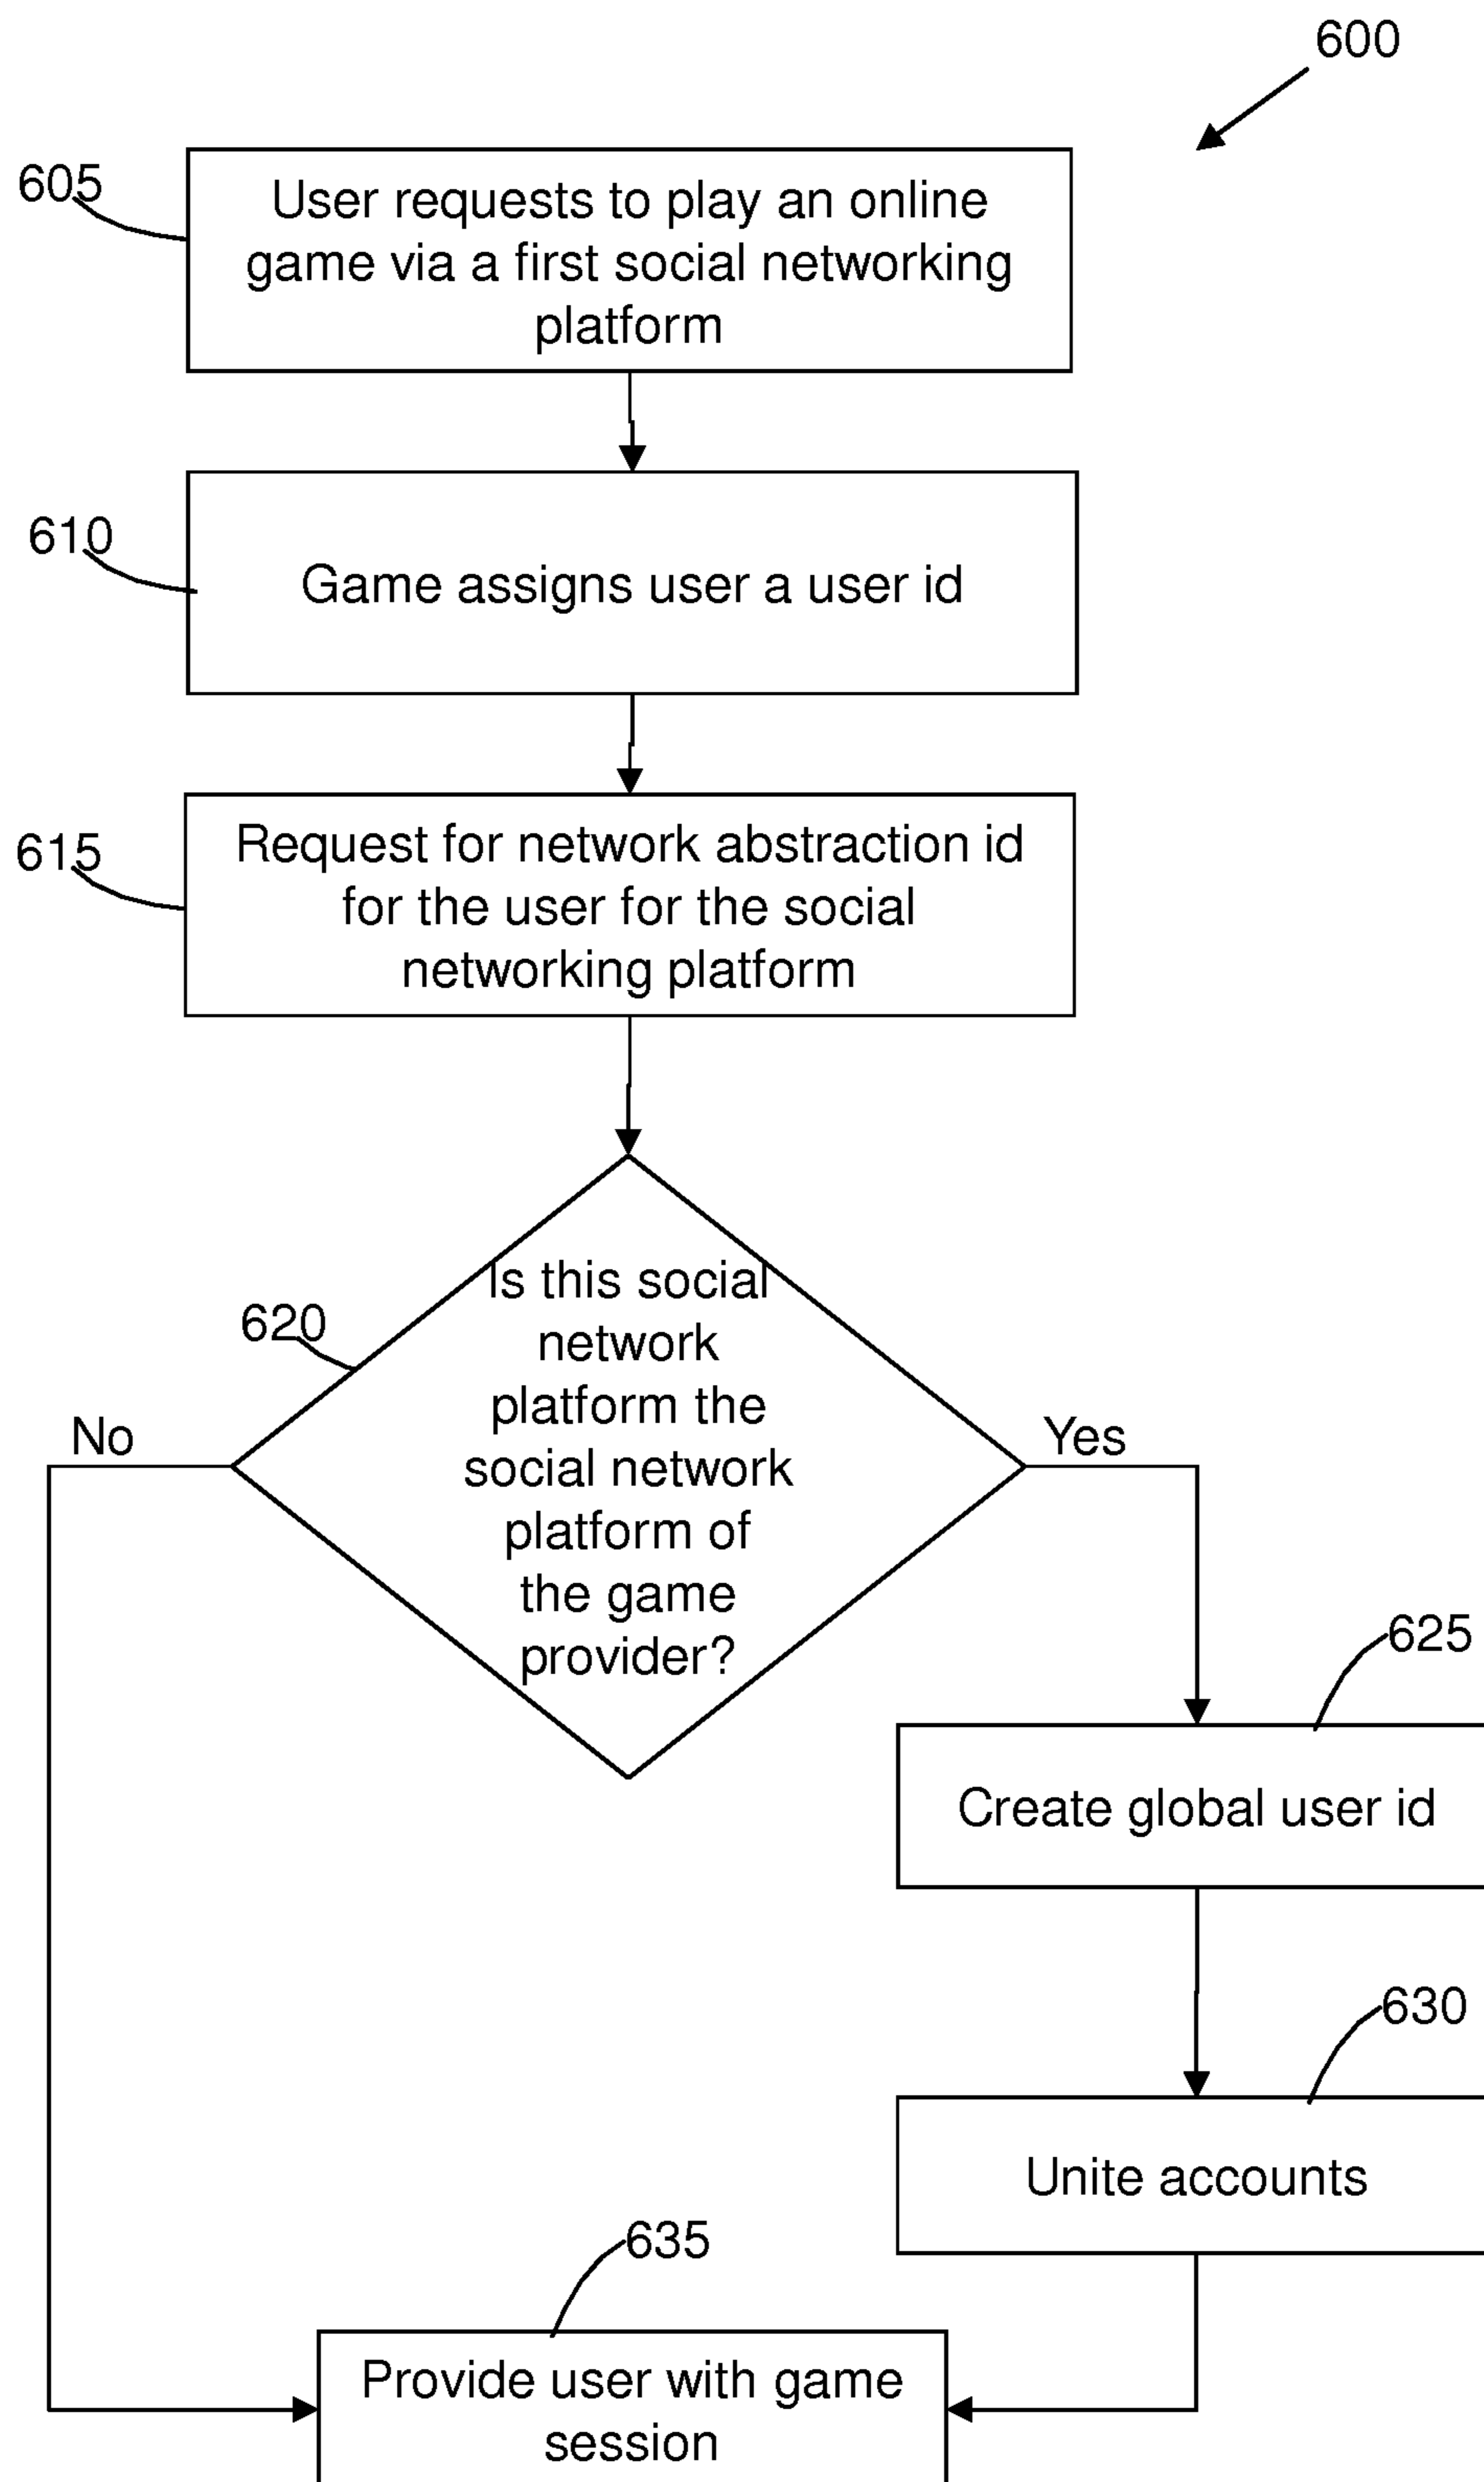 600
605
User requests to play an online
game via a first social networking
platform
610
Game assigns user a user id
615
Request for network abstraction id
for the user for the social
networking platform
620
Is this social
network
platform the
social network
platform of
the game
provider?
No
Yes
625
Create global user id
630
Unite accounts
635
Provide user with game
session